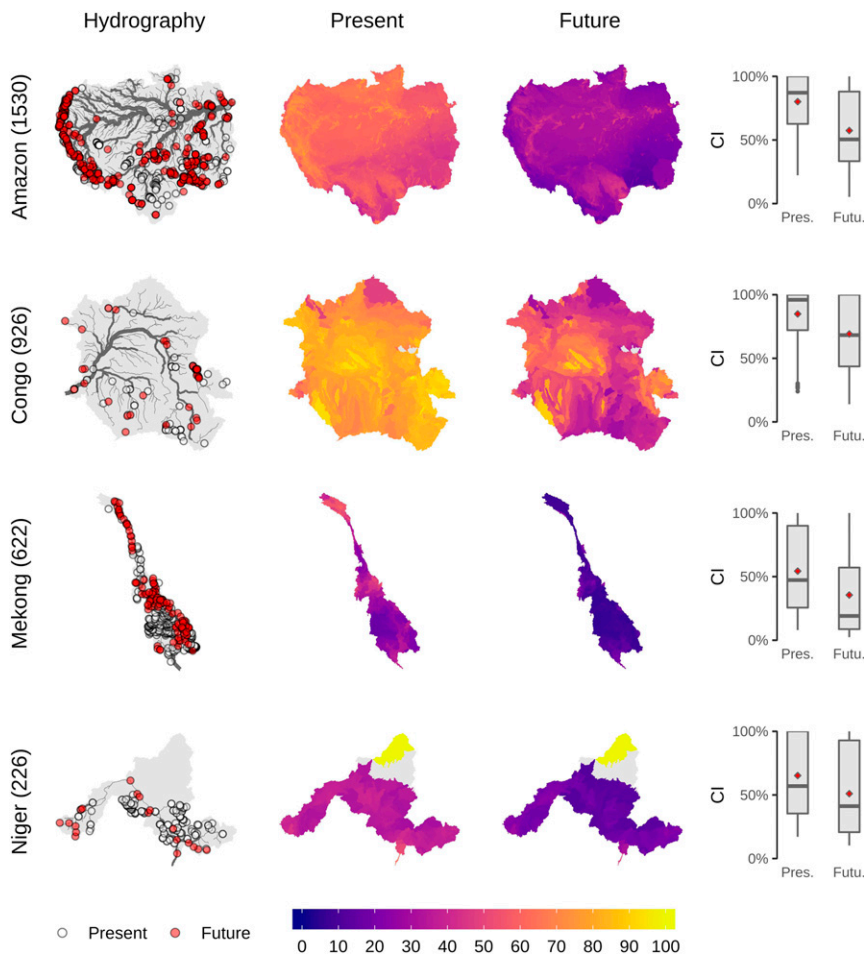 Hydrography Present Future
Amazon (1530)
100%
50%
0%
CI
Pres. Futu.
Congo (926)
100%
50%
0%
CI
Pres. Futu.
Mekong (622)
100%
50%
0%
CI
Pres. Futu.
Niger (226)
100%
50%
0%
CI
Pres. Futu.
Present Future
0 10 20 30 40 50 60 70 80 90 100